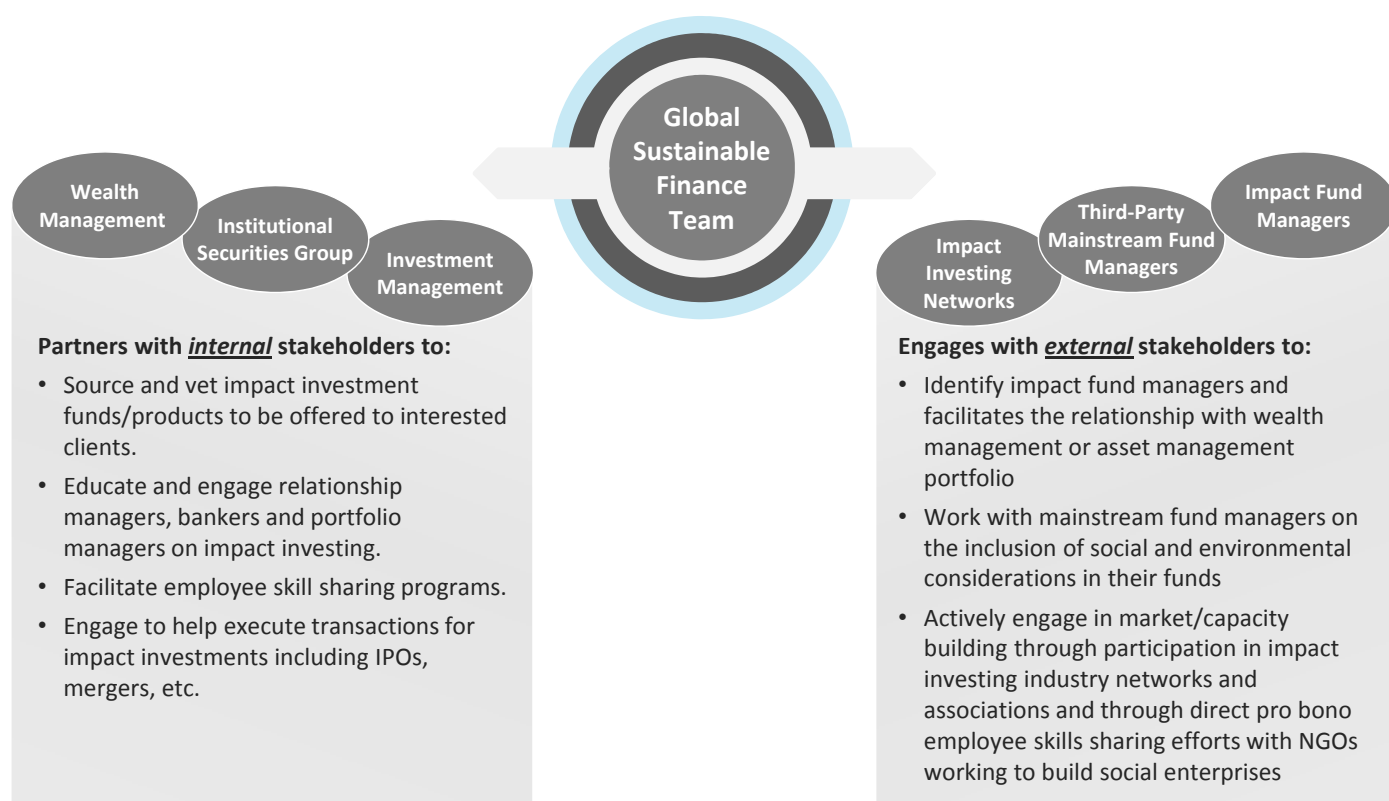 Global
Sustainable
Finance
Team
Wealth
Management
Institutional
Securities Group
Investment
Management
Impact
Investing
Networks
Third-Party
Mainstream Fund
Managers
Impact Fund
Managers
Partners with internal stakeholders to:
• Source and vet impact investment
funds/products to be offered to interested
clients.
• Educate and engage relationship
managers, bankers and portfolio
managers on impact investing.
• Facilitate employee skill sharing programs.
• Engage to help execute transactions for
impact investments including IPOs,
mergers, etc.
Engages with external stakeholders to:
• Identify impact fund managers and
facilitates the relationship with wealth
management or asset management
portfolio
• Work with mainstream fund managers on
the inclusion of social and environmental
considerations in their funds
• Actively engage in market/capacity
building through participation in impact
investing industry networks and
associations and through direct pro bono
employee skills sharing efforts with NGOs
working to build social enterprises